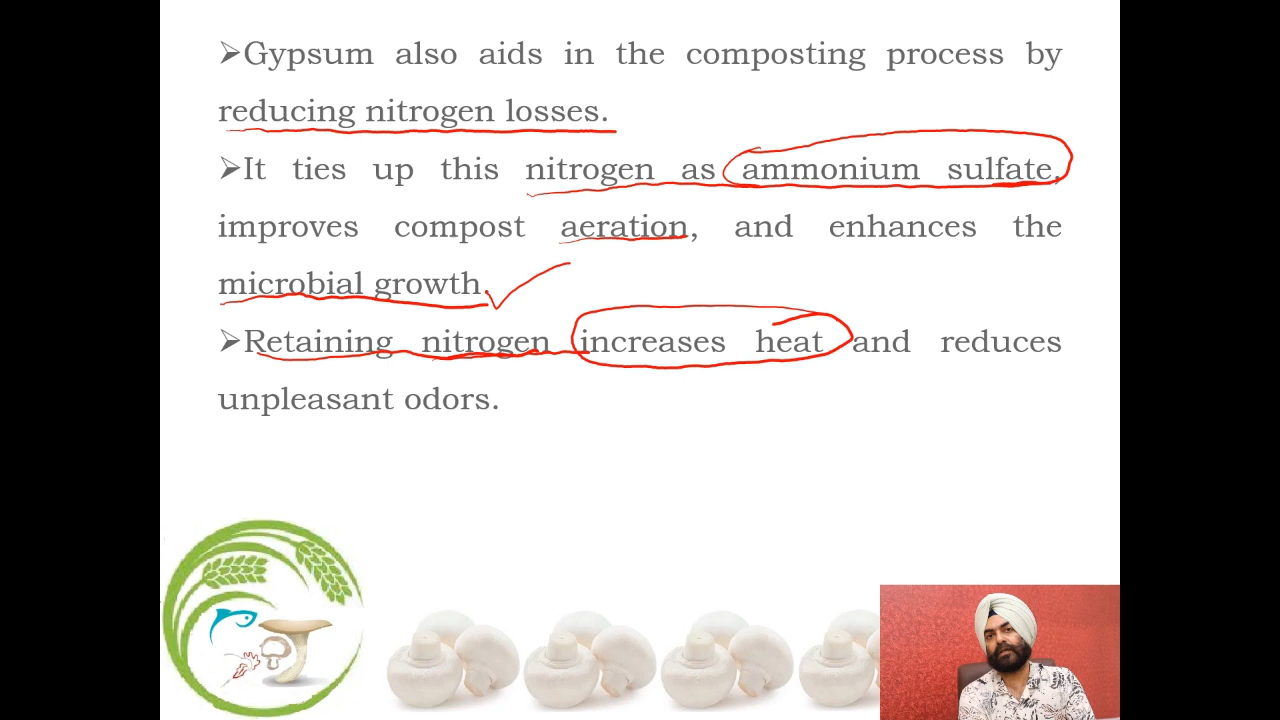 ➢Gypsum also aids in the composting process by
reducing nitrogen losses.
➢It ties up this nitrogen as ammonium sulfate,
improves compost aeration, and enhances the
microbial growth.
➢Retaining nitrogen increases heat and reduces
unpleasant odors.